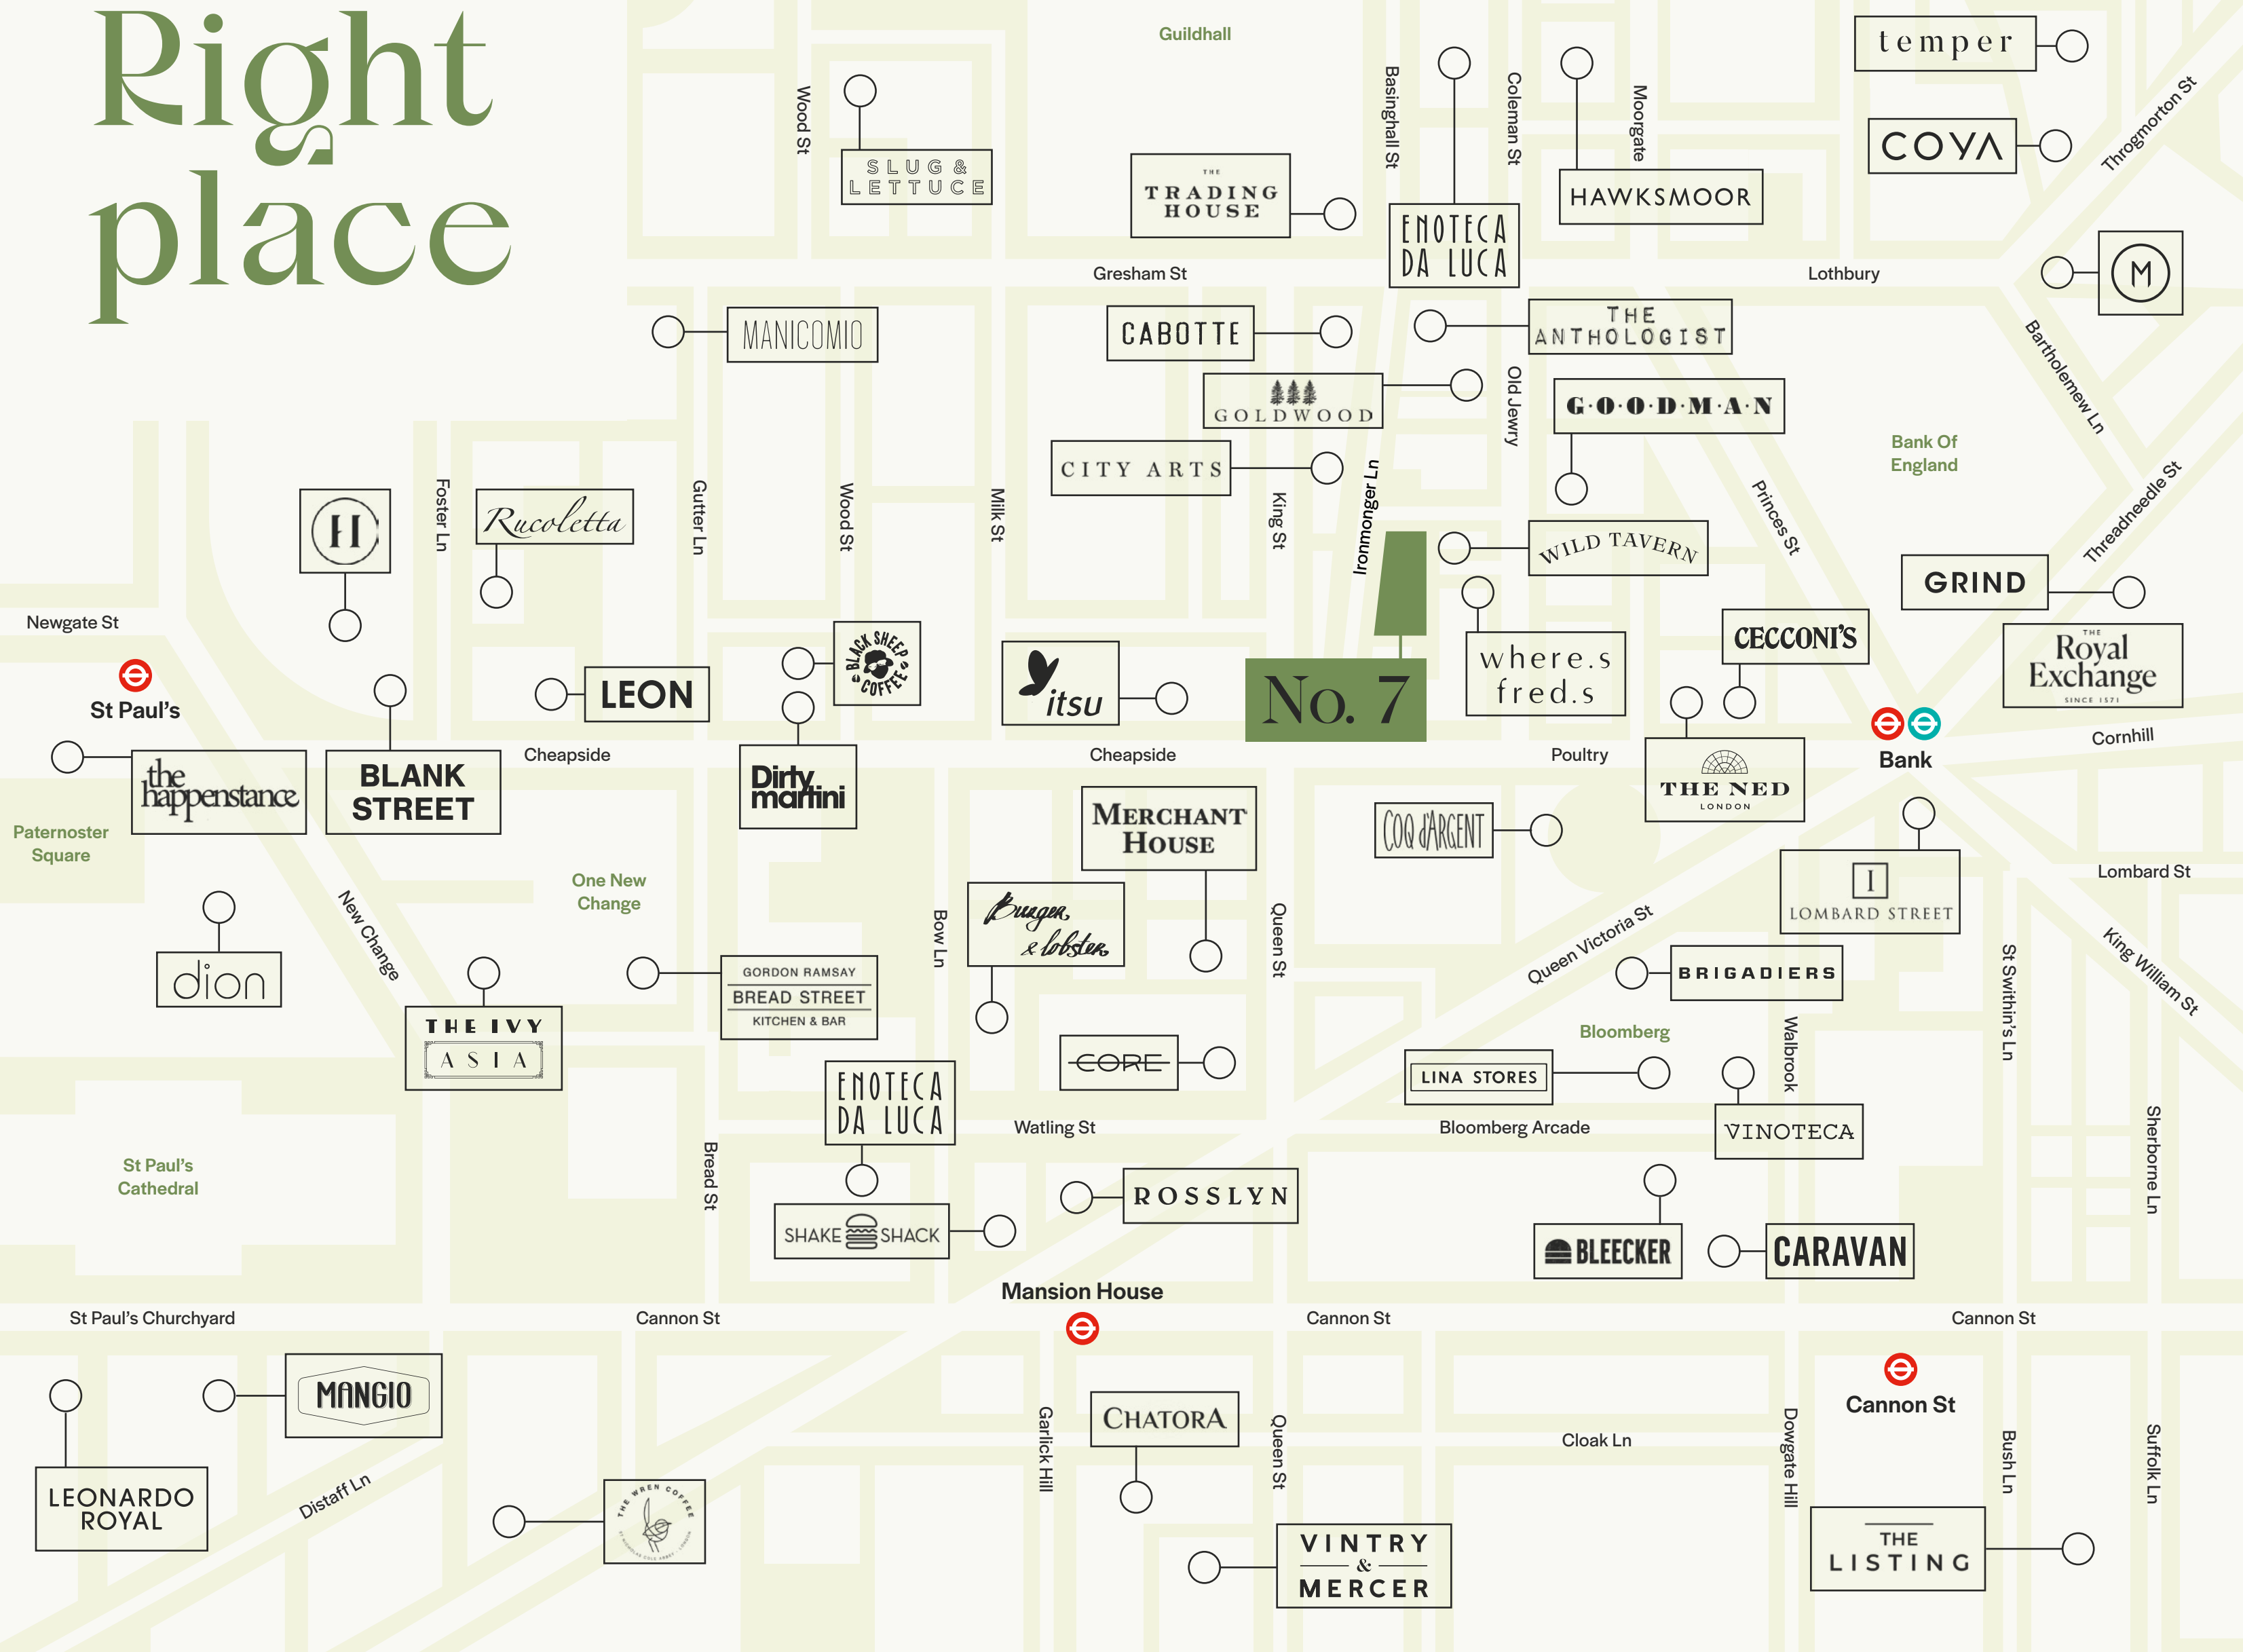 Right
place
Guildhall
temper
Wood St
Basinghall St
Coleman St
Moorgate
Throgmorton St
COYA
SLUG &
LETTUCE
THE
TRADING
HOUSE
HAWKSMOOR
ENOTECA
DA LUCA
Gresham St
Lothbury
M
MANICOMIO
CABOTTE
THE
ANTHOLOGIST
Bartholemew Ln
GOLDWOOD
Old Jewry
G·O·O·D·M·A·N
Bank Of
England
CITY ARTS
H
Foster Ln
Rucoletta
Gutter Ln
Wood St
Milk St
King St
Ironmonger Ln
Princes St
Threadneedle St
WILD TAVERN
GRIND
Newgate St
BLACK SHEEP
COFFEE
where.s
fred.s
CECCONI'S
THE
Royal
Exchange
SINCE 1571
St Paul's
LEON
itsu
No. 7
Bank
Cornhill
Cheapside
Cheapside
Poultry
the
happenstance
BLANK
STREET
Dirty
martini
THE NED
LONDON
Paternoster
Square
MERCHANT
HOUSE
COQ d'ARGENT
I
LOMBARD STREET
Lombard St
One New
Change
New Change
Bow Ln
Burger
& lobster
Queen St
Queen Victoria St
King William St
dion
GORDON RAMSAY
BREAD STREET
KITCHEN & BAR
BRIGADIERS
St Swithin's Ln
THE IVY
ASIA
Bloomberg
Walbrook
CORE
LINA STORES
ENOTECA
DA LUCA
Watling St
Bloomberg Arcade
VINOTECA
St Paul's
Cathedral
Bread St
Sherborne Ln
ROSSLYN
SHAKE SHACK
BLEECKER
CARAVAN
Mansion House
St Paul's Churchyard
Cannon St
Cannon St
Cannon St
MANGIO
Cannon St
CHATORA
Garlick Hill
Queen St
Cloak Ln
Dowgate Hill
Bush Ln
Suffolk Ln
LEONARDO
ROYAL
Distaff Ln
THE WREN COFFEE
VINTRY
&
MERCER
THE
LISTING